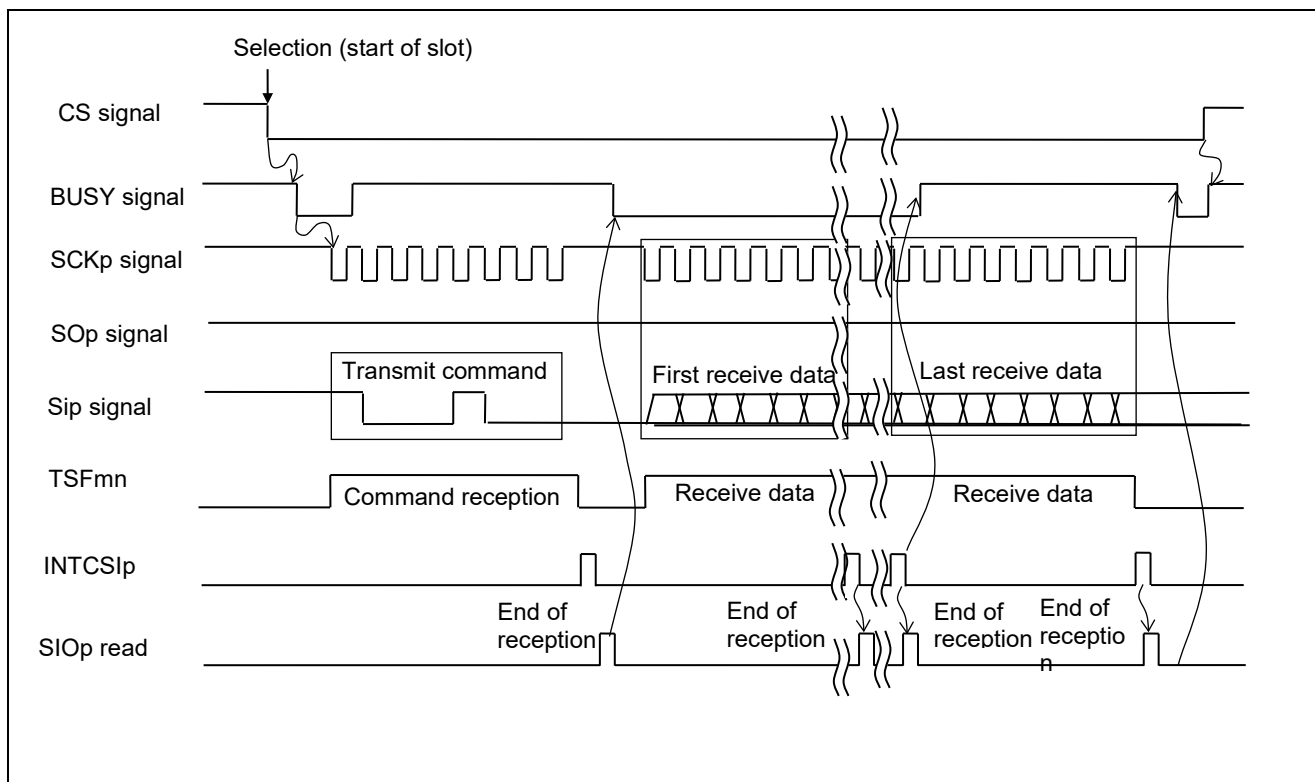 Selection (start of slot)
CS signal
BUSY signal
SCKp signal
SOp signal
Transmit command
First receive data
Last receive data
Sip signal
TSFmn
Command reception
Receive data
Receive data
INTCSIp
End of
reception
End of
reception
End of
reception
End of
receptio
n
SIOp read